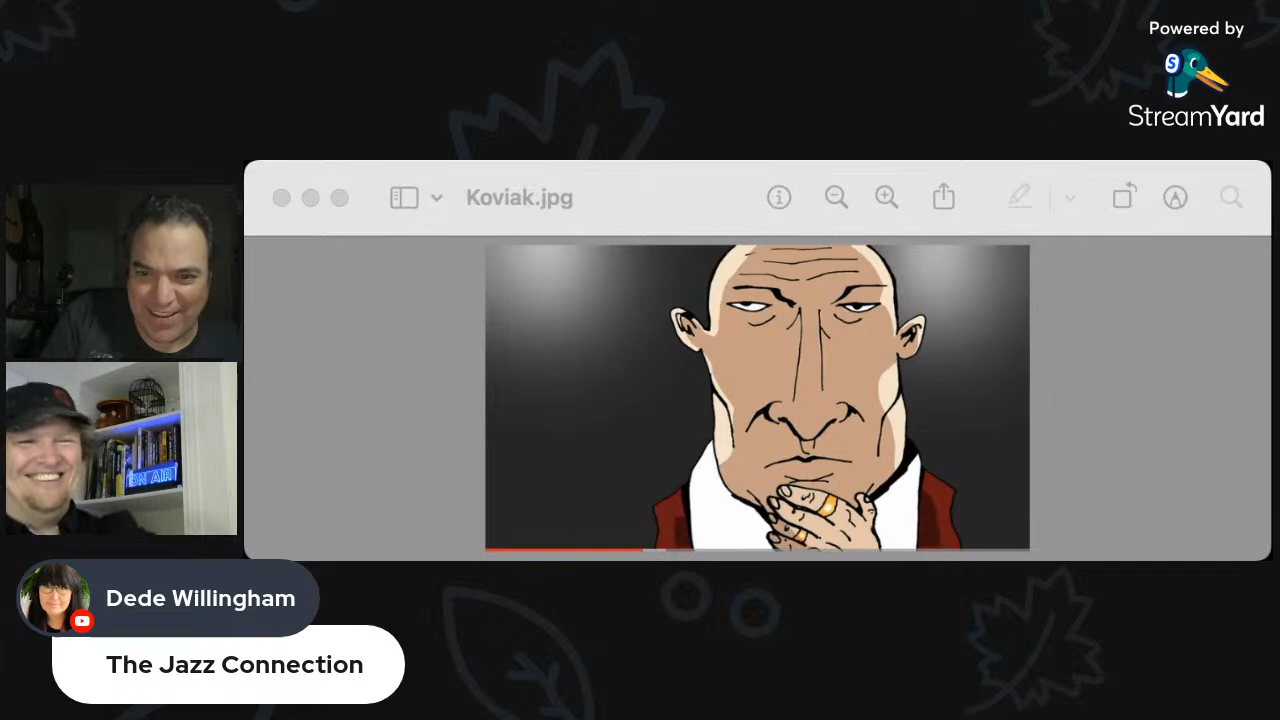 Powered by
S
StreamYard
Koviak.jpg
ON AIR
Dede Willingham
The Jazz Connection